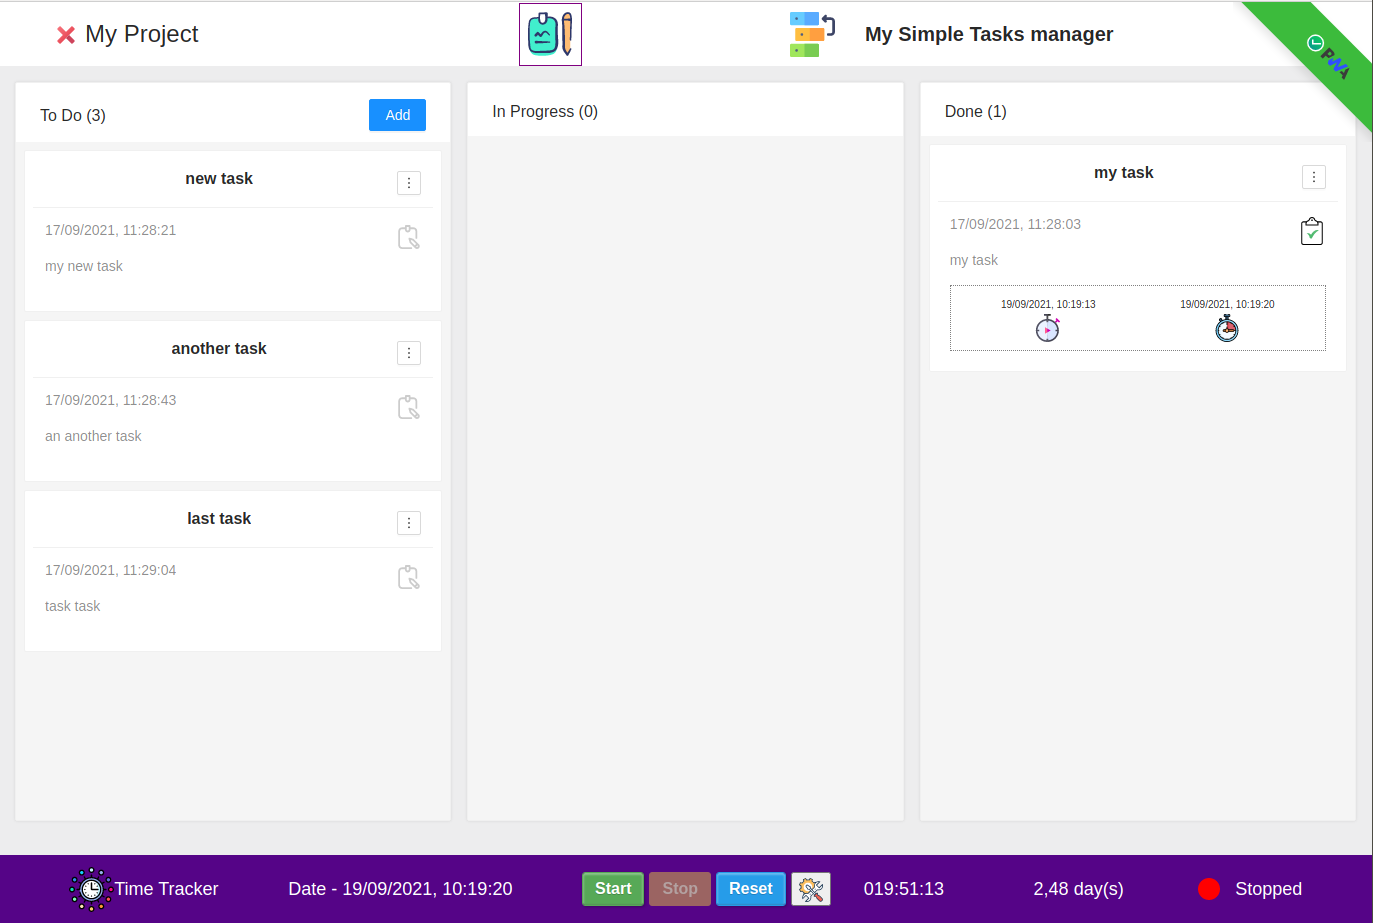 My Project
My Simple Tasks manager
PWA
To Do (3)
Add
In Progress (0)
Done (1)
new task
17/09/2021, 11:28:21
my new task
another task
17/09/2021, 11:28:43
an another task
last task
17/09/2021, 11:29:04
task task
my task
17/09/2021, 11:28:03
my task
19/09/2021, 10:19:13
19/09/2021, 10:19:20
Time Tracker
Date - 19/09/2021, 10:19:20
Start
Stop
Reset
019:51:13
2,48 day(s)
Stopped